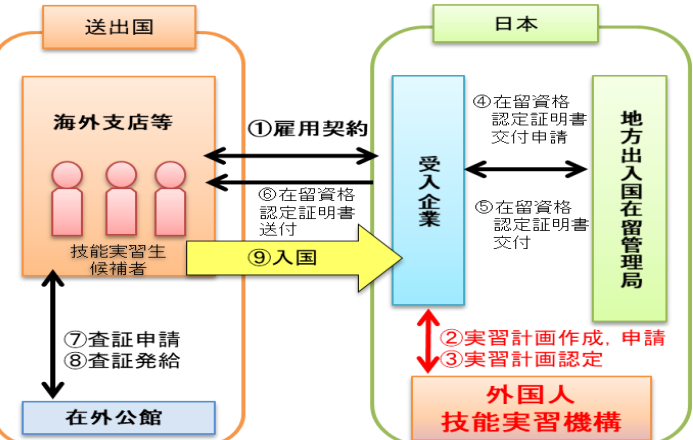 送出国
日本
海外支店等
技能実習生
候補者
①雇用契約
⑥在留資格
認定証明書
送付
⑨入国
受入企業
④在留資格
認定証明書
交付申請
⑤在留資格
認定証明書
交付
地方出入国在留管理局
⑦査証申請
⑧査証発給
在外公館
②実習計画作成，申請
③実習計画認定
外国人
技能実習機構